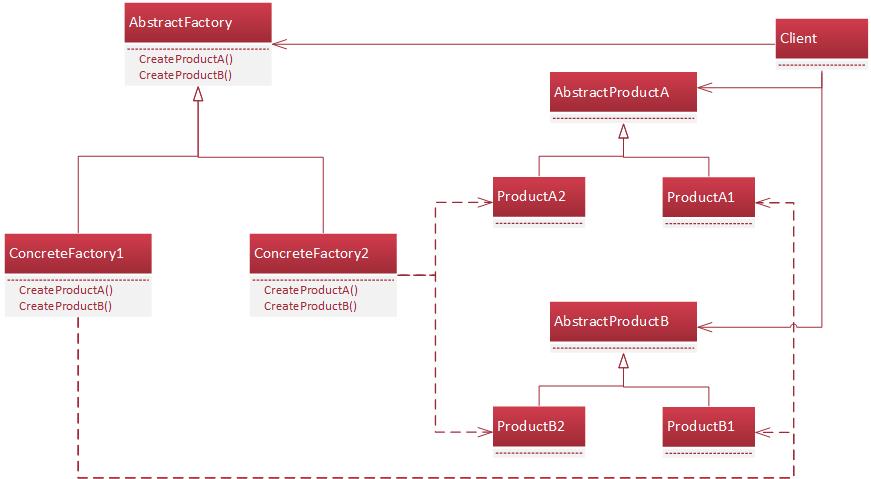 AbstractFactory
CreateProductA()
CreateProductB()
Client
AbstractProductA
ProductA2
ProductA1
ConcreteFactory1
CreateProductA()
CreateProductB()
ConcreteFactory2
CreateProductA()
CreateProductB()
AbstractProductB
ProductB2
ProductB1